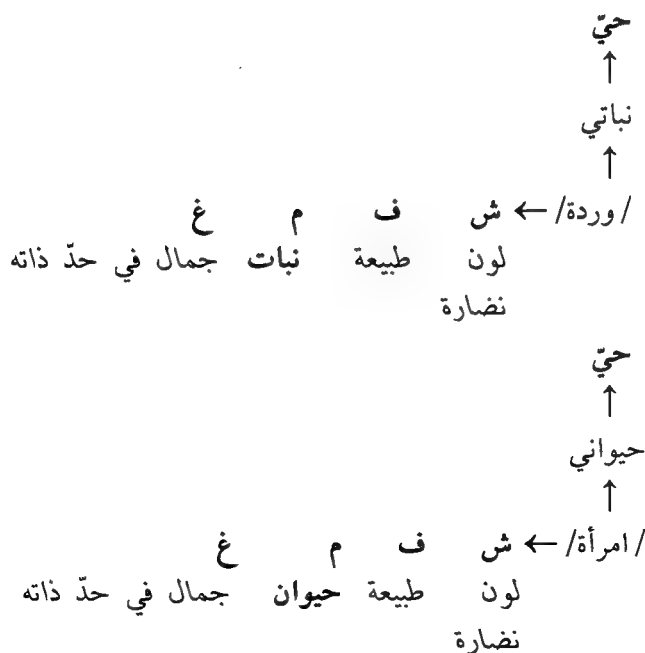 حيّ
↑
نباتي
↑
/وردة/ ← ش ف م غ
لون طبيعة نبات جمال في حدّ ذاته
نضارة
حيّ
↑
حيواني
↑
/امرأة/ ← ش ف م غ
لون طبيعة حيوان جمال في حدّ ذاته
نضارة